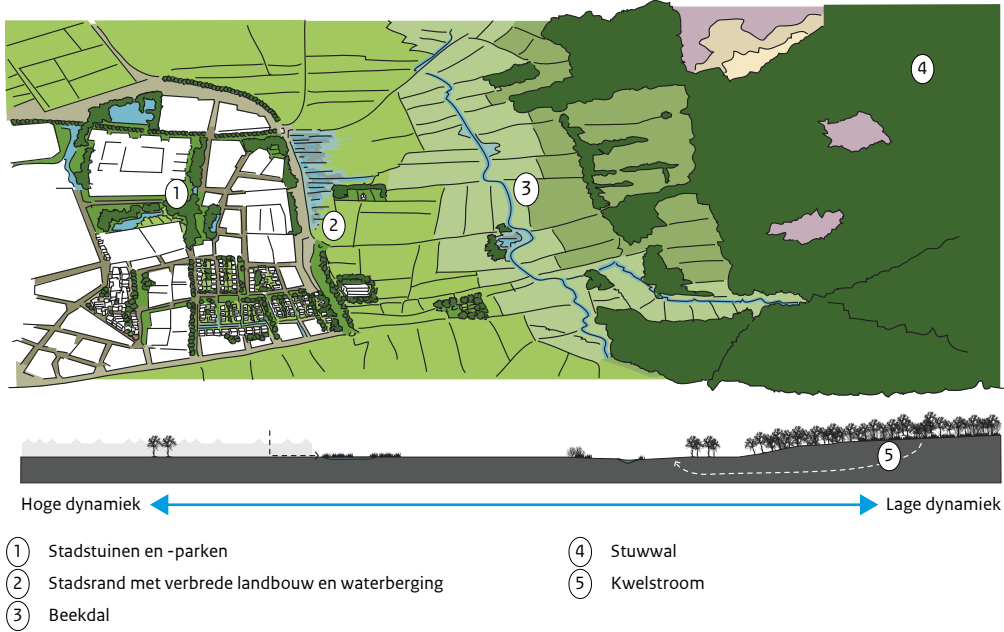 4
1
3
2
5
Hoge dynamiek
Lage dynamiek
1 Stadstuinen en -parken
2 Stadsrand met verbrede landbouw en waterberging
3 Beekdal
4 Stuwwal
5 Kwelstroom